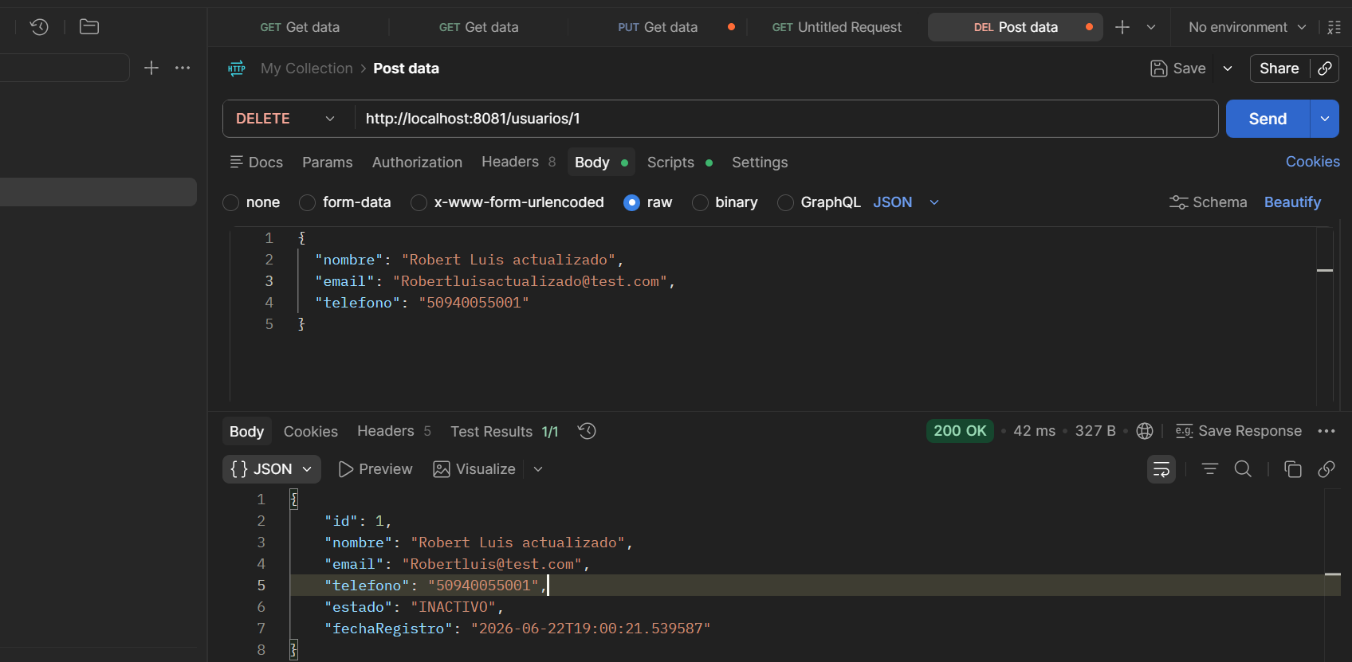 GET Get data GET Get data PUT Get data GET Untitled Request DEL Post data No environment
HTTP My Collection > Post data Save Share
DELETE http://localhost:8081/usuarios/1 Send
Docs Params Authorization Headers 8 Body Scripts Settings Cookies
none form-data x-www-form-urlencoded raw binary GraphQL JSON Schema Beautify
1 {
2 "nombre": "Robert Luis actualizado",
3 "email": "Robertluisactualizado@test.com",
4 "telefono": "50940055001"
5 }
Body Cookies Headers 5 Test Results 1/1 200 OK • 42 ms • 327 B • e.g. Save Response
{} JSON Preview Visualize
1 {
2 "id": 1,
3 "nombre": "Robert Luis actualizado",
4 "email": "Robertluis@test.com",
5 "telefono": "50940055001",
6 "estado": "INACTIVO",
7 "fechaRegistro": "2026-06-22T19:00:21.539587"
8 }